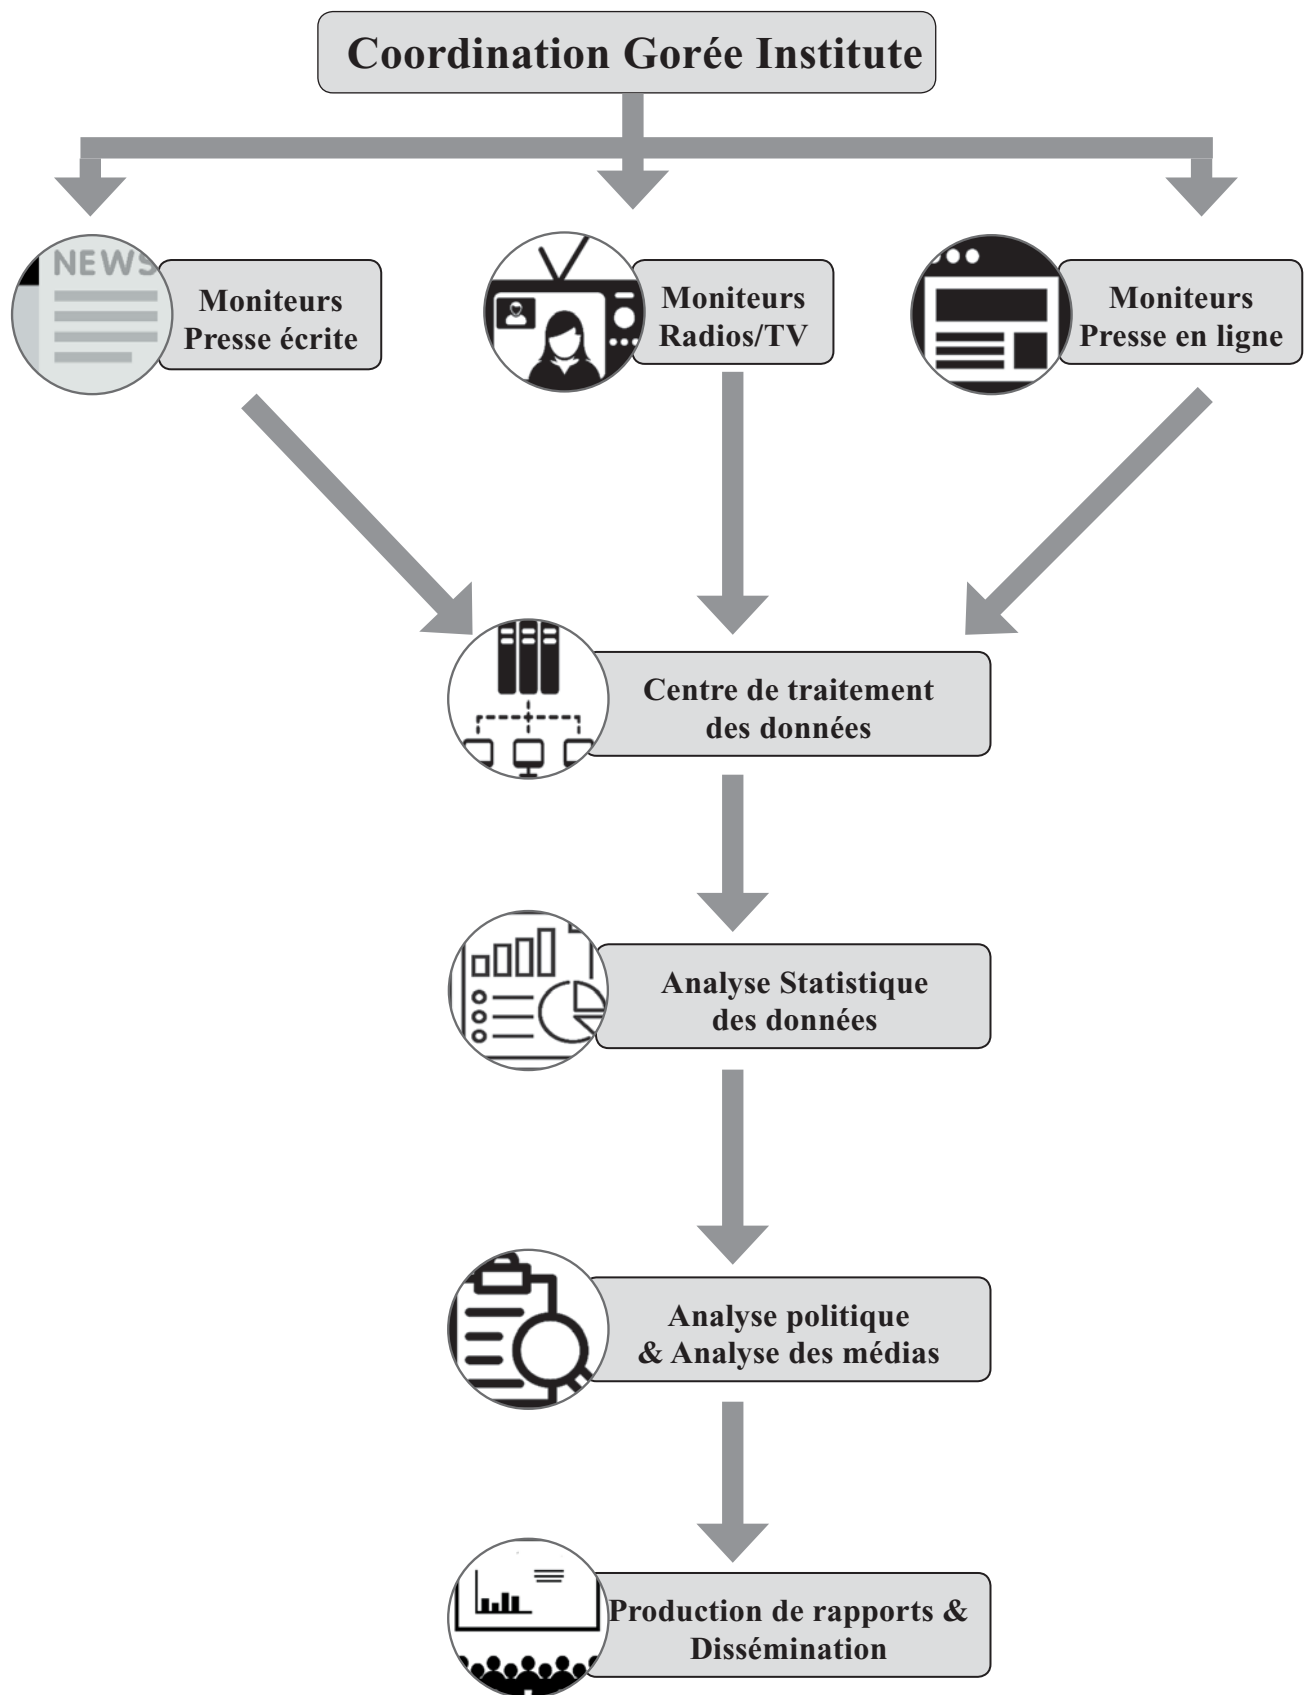 Coordination Gorée Institute
NEWS
Moniteurs
Presse écrite
Moniteurs
Radios/TV
Moniteurs
Presse en ligne
Centre de traitement
des données
Analyse Statistique
des données
Analyse politique
& Analyse des médias
Production de rapports &
Dissémination